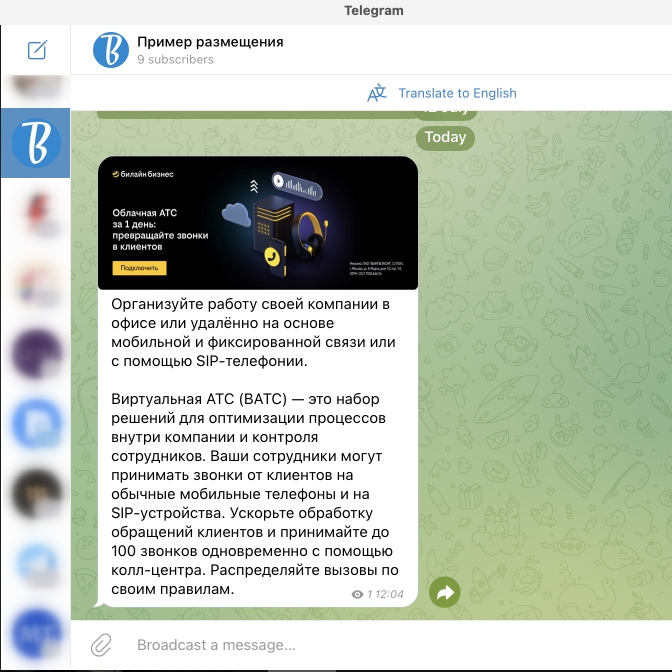 Telegram
Пример размещения
9 subscribers
Translate to English
Today
билайн бизнес
Облачная АТС
за 1 день:
превращайте звонки
в клиентов
Подключить
Организуйте работу своей компании в
офисе или удалённо на основе
мобильной и фиксированной связи или
с помощью SIP-телефонии.
Виртуальная АТС (ВАТС) — это набор
решений для оптимизации процессов
внутри компании и контроля
сотрудников. Ваши сотрудники могут
принимать звонки от клиентов на
обычные мобильные телефоны и на
SIP-устройства. Ускорьте обработку
обращений клиентов и принимайте до
100 звонков одновременно с помощью
колл-центра. Распределяйте вызовы по
своим правилам.
1 12:04
Broadcast a message...